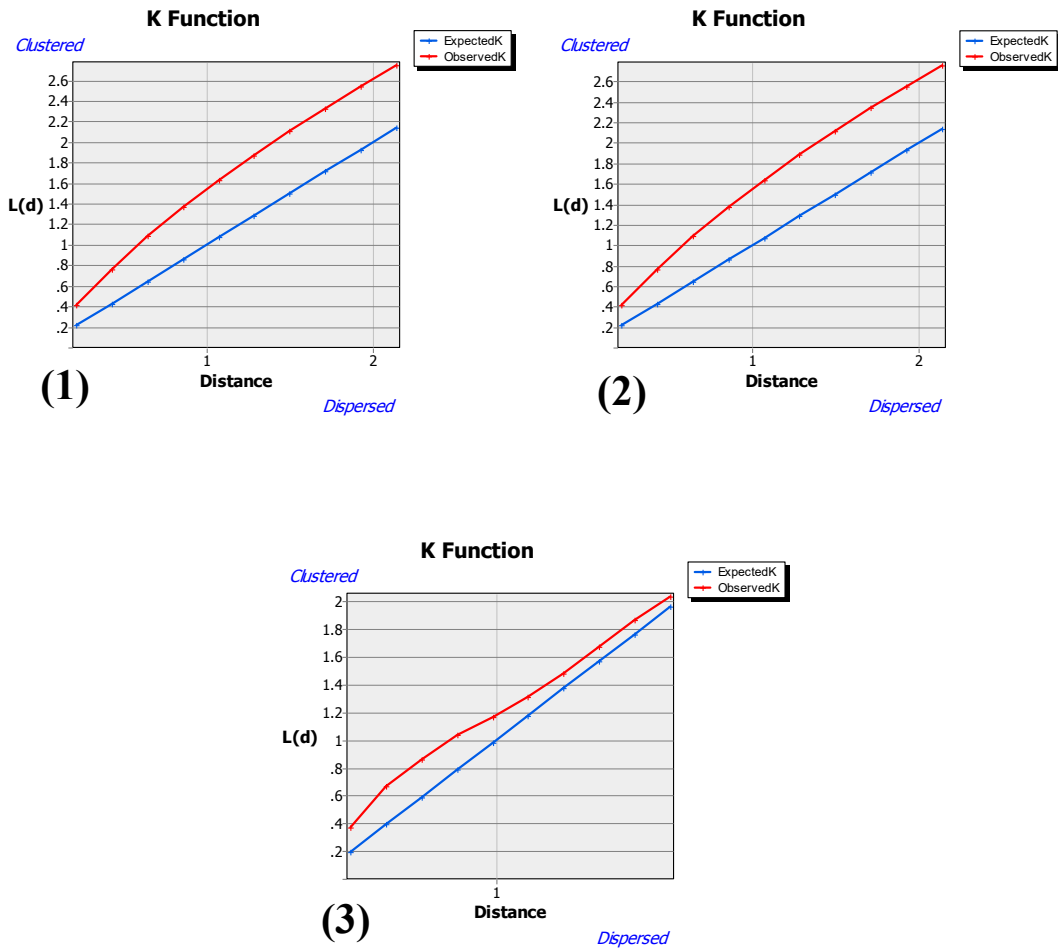 K Function
Clustered
ExpectedK
ObservedK
2.6
2.4
2.2
2
1.8
1.6
1.4
1.2
1
.8
.6
.4
.2
L(d)
1 2
Distance
(1)
Dispersed
K Function
Clustered
ExpectedK
ObservedK
2.6
2.4
2.2
2
1.8
1.6
1.4
1.2
1
.8
.6
.4
.2
L(d)
1 2
Distance
(2)
Dispersed
K Function
Clustered
ExpectedK
ObservedK
2
1.8
1.6
1.4
1.2
1
.8
.6
.4
.2
L(d)
1
Distance
(3)
Dispersed